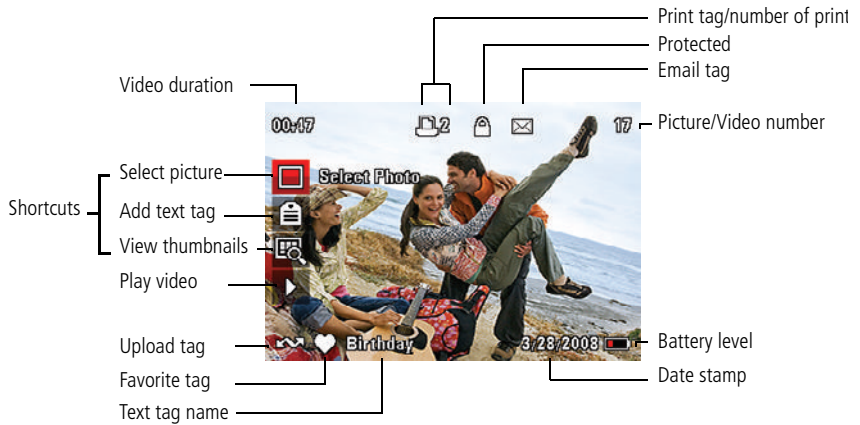 Print tag/number of print
Protected
Email tag
Video duration
00:47
2
17
Picture/Video number
Shortcuts
Select picture
Select Photo
Add text tag
View thumbnails
Play video
Upload tag
Birthday
3/28/2008
Battery level
Favorite tag
Date stamp
Text tag name